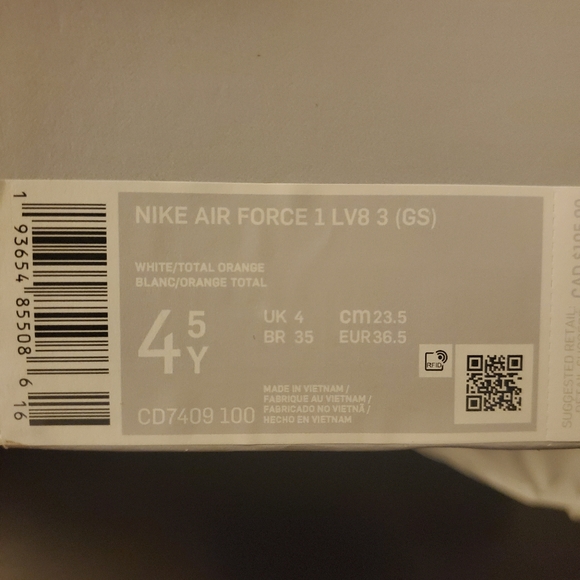 NIKE AIR FORCE 1 LV8 3 (GS)
WHITE/TOTAL ORANGE
BLANC/ORANGE TOTAL
4 5 Y
UK 4 cm 23.5
BR 35 EUR 36.5
RFID
CD7409 100
MADE IN VIETNAM /
FABRIQUE AU VIETNAM /
FABRICADO NO VIETNÃ /
HECHO EN VIETNAM
1 93654 85508 6 16
SUGGESTED RETAIL: